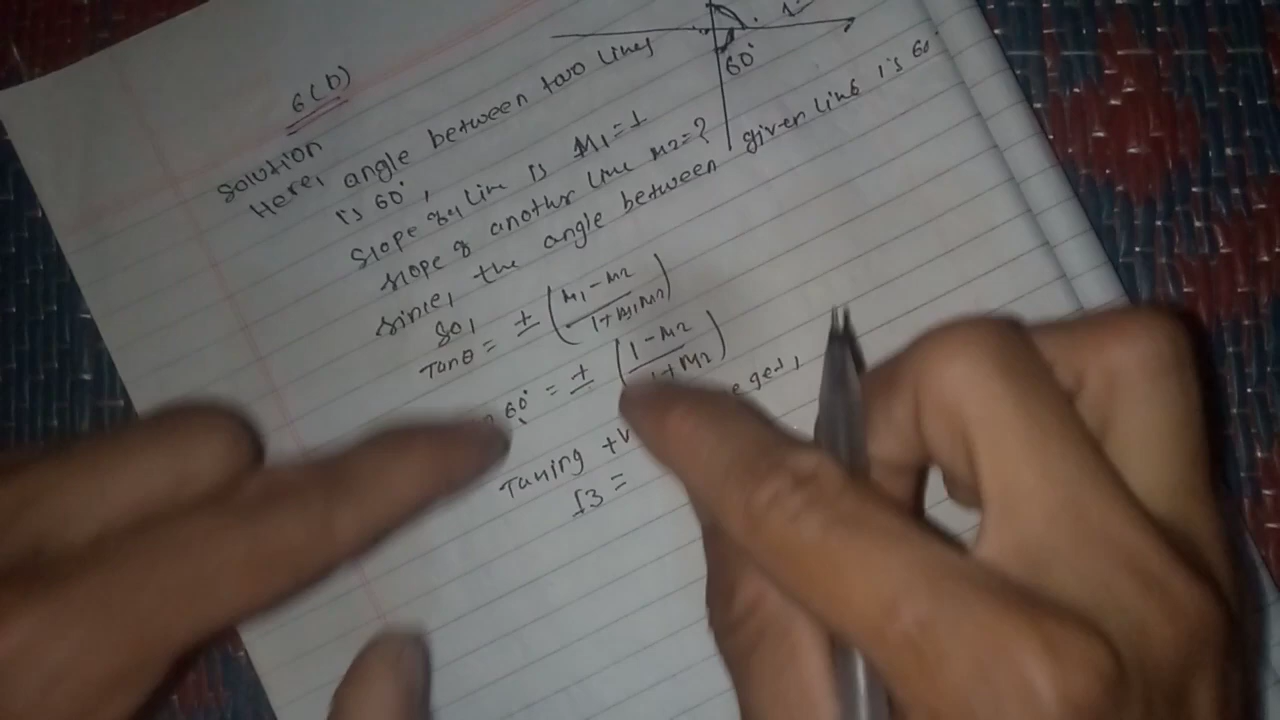 6(b)
60°
Solution
Here, angle between two lines
is 60°,
slope of line is M1 = 1
slope of another line M2 = ?
since, the angle between given line is 60
so,
Tanθ = ± (M1 - M2 / 1 + M1M2)
60° = ± (1 - M2 / 1 + M2)
Taking +v
√3 =